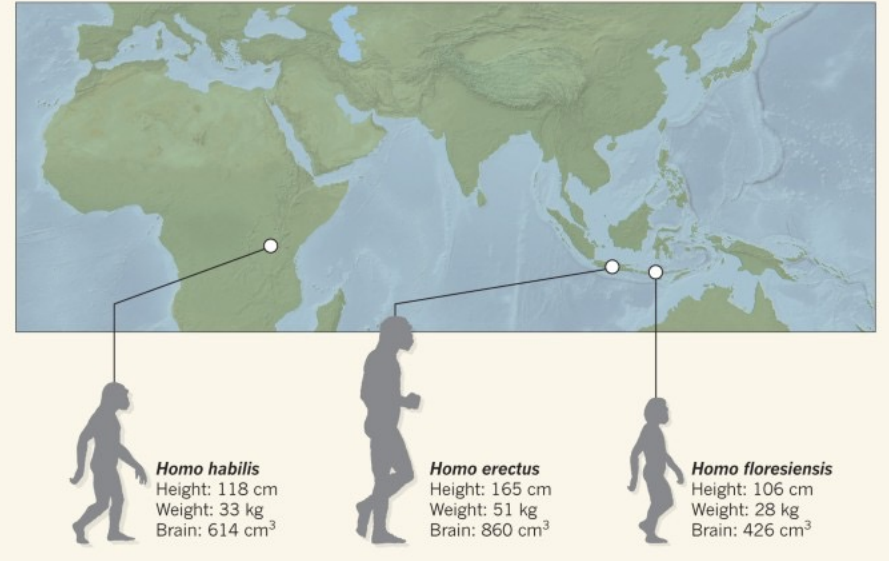 Homo habilis
Height: 118 cm
Weight: 33 kg
Brain: 614 cm³
Homo erectus
Height: 165 cm
Weight: 51 kg
Brain: 860 cm³
Homo floresiensis
Height: 106 cm
Weight: 28 kg
Brain: 426 cm³